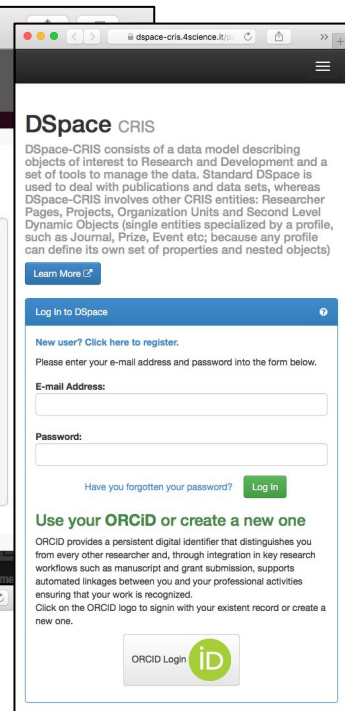 dspace-cris.4science.it/p
DSpace CRIS
DSpace-CRIS consists of a data model describing
objects of interest to Research and Development and a
set of tools to manage the data. Standard DSpace is
used to deal with publications and data sets, whereas
DSpace-CRIS involves other CRIS entities: Researcher
Pages, Projects, Organization Units and Second Level
Dynamic Objects (single entities specialized by a profile,
such as Journal, Prize, Event etc; because any profile
can define its own set of properties and nested objects)
Learn More
Log In to DSpace
New user? Click here to register.
Please enter your e-mail address and password into the form below.
E-mail Address:
Password:
Have you forgotten your password? Log In
Use your ORCiD or create a new one
ORCID provides a persistent digital identifier that distinguishes you
from every other researcher and, through integration in key research
workflows such as manuscript and grant submission, supports
automated linkages between you and your professional activities
ensuring that your work is recognized.
Click on the ORCID logo to signin with your existent record or create a
new one.
ORCID Login iD